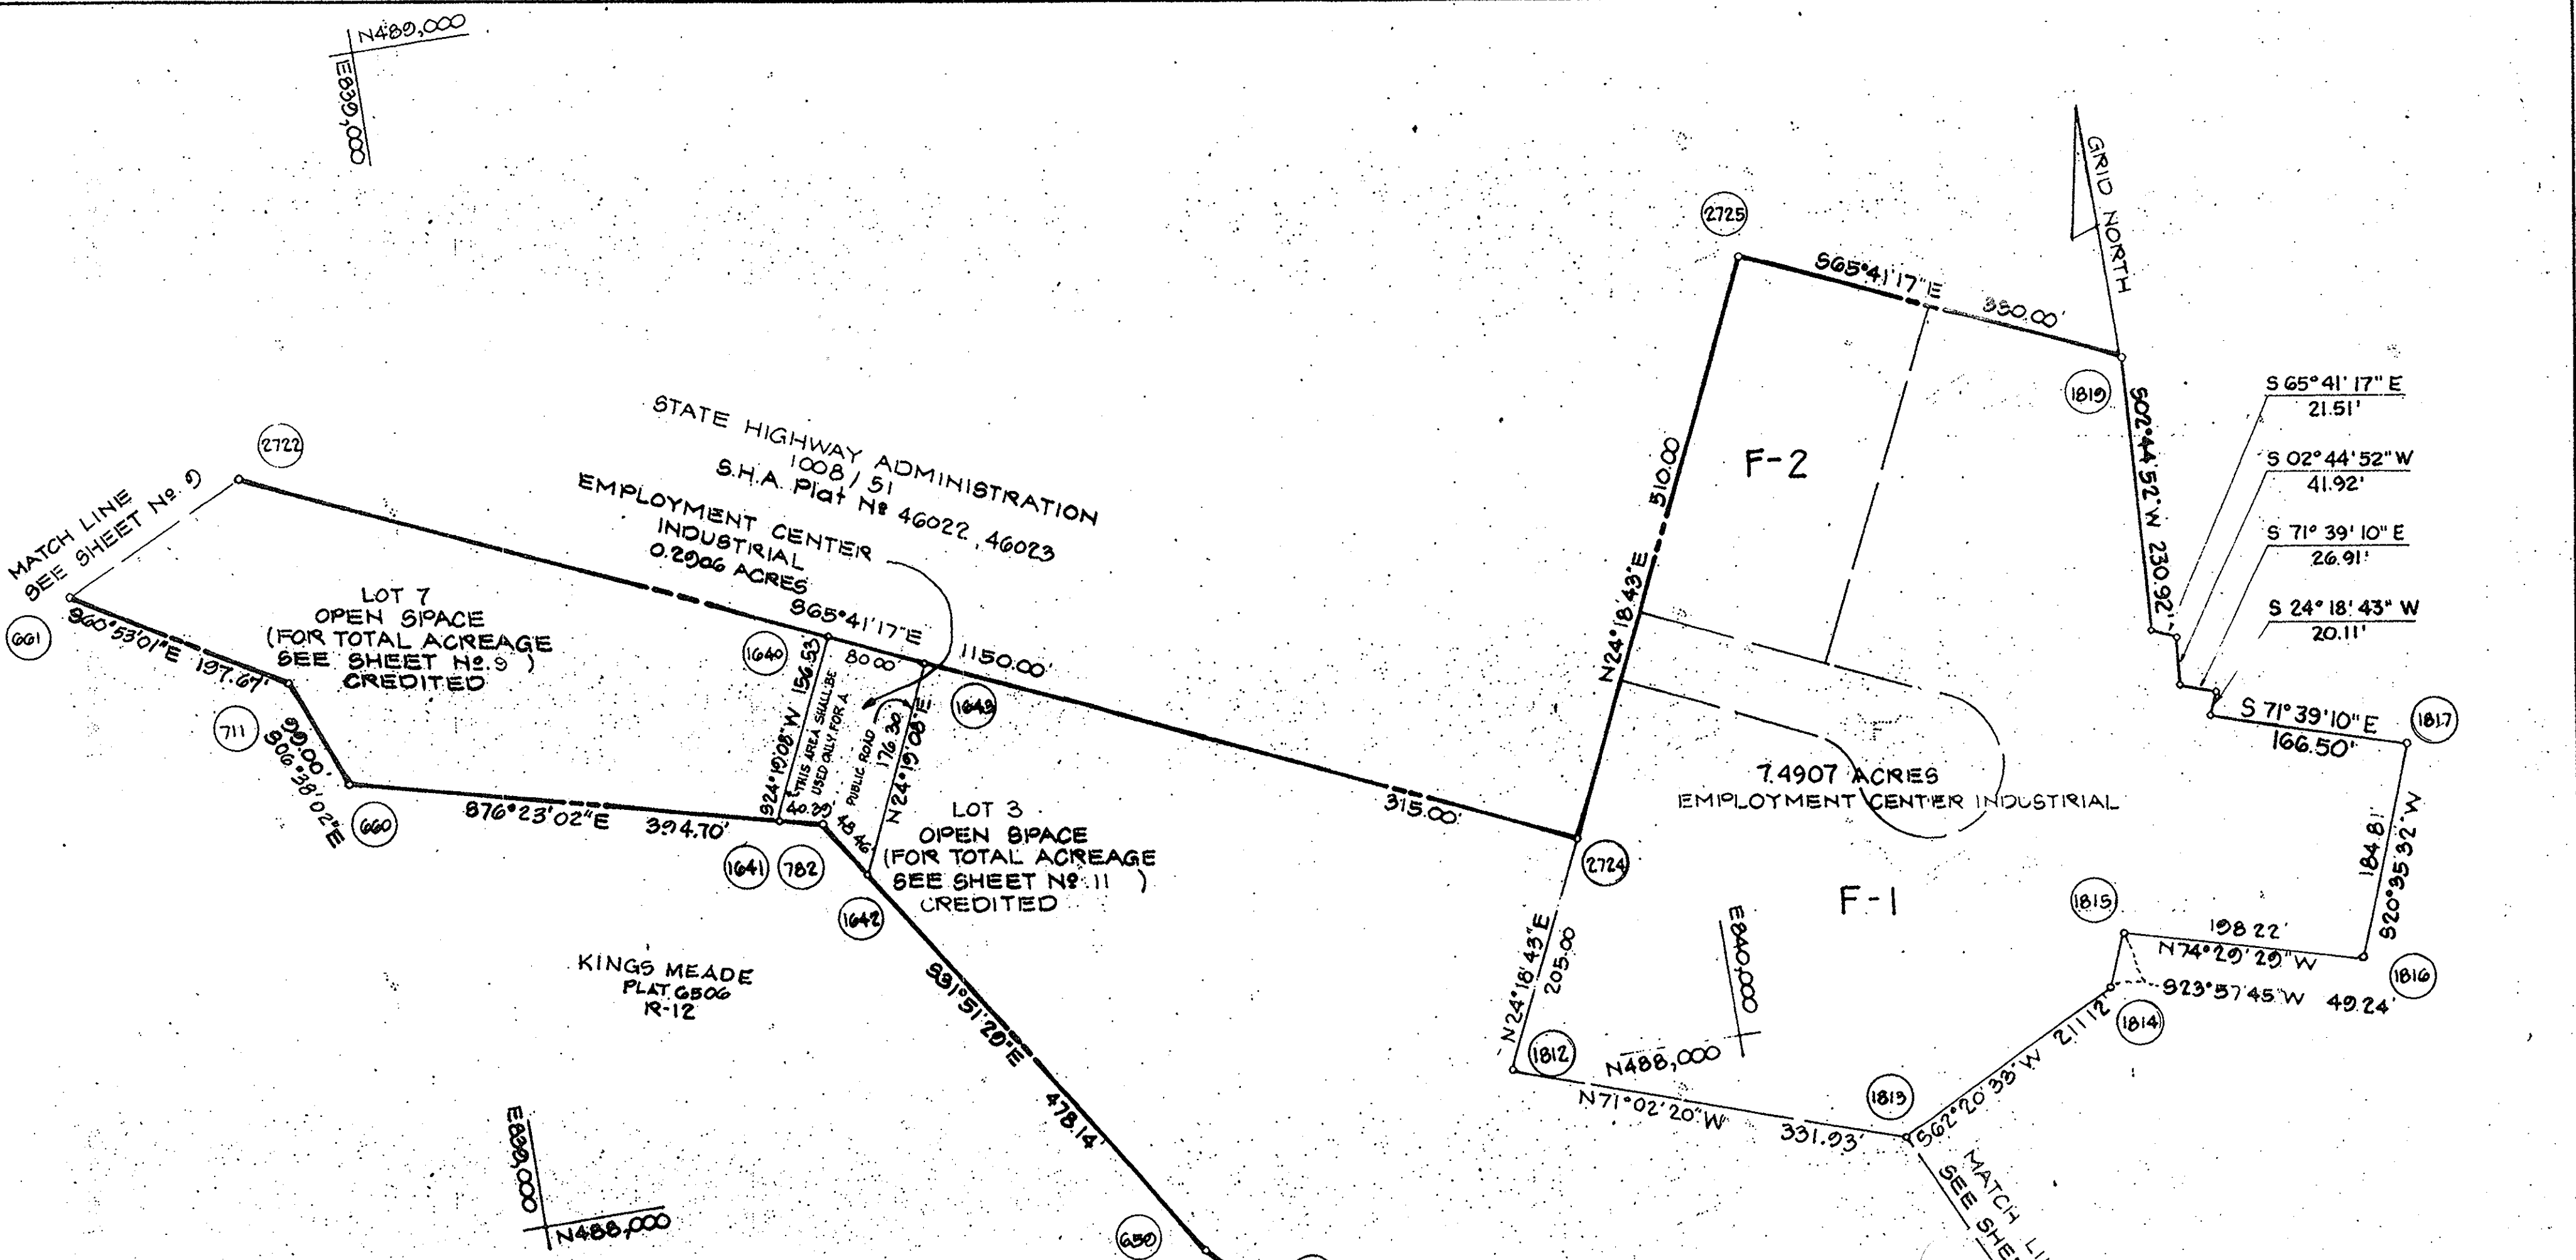 N489,000
E839,000
GRID NORTH
2725
S65°41'17"E
330.00'
1819
S 65°41'17" E
21.51'
S 02°44'52" W
41.92'
S 71°39'10" E
26.91'
S 24°18'43" W
20.11'
S02°44'52"W 230.92'
510.00
N24°18'43"E
F-2
STATE HIGHWAY ADMINISTRATION
1008 / 51
S.H.A. Plat № 46022, 46023
EMPLOYMENT CENTER
INDUSTRIAL
0.2906 ACRES
2722
MATCH LINE
SEE SHEET № 9
661
S60°53'01"E 197.67'
LOT 7
OPEN SPACE
(FOR TOTAL ACREAGE
SEE SHEET № 9 )
CREDITED
711
99.00'
S06°38'02"E
660
S76°23'02"E 394.70'
1640
S65°41'17"E
80.00'
1150.00'
1643
S24°19'08"W 156.53'
THIS AREA SHALL BE
USED ONLY FOR A
PUBLIC ROAD
176.30
N24°19'08"E
48.46'
1641
782
1642
LOT 3
OPEN SPACE
(FOR TOTAL ACREAGE
SEE SHEET № 11 )
CREDITED
315.00'
2724
S 71°39'10" E
166.50'
1817
7.4907 ACRES
EMPLOYMENT CENTER INDUSTRIAL
F-1
184.81
S20°35'32"W
1815
198.22'
N74°29'29"W
1816
S23°57'45"W 49.24'
1814
N24°18'43"E
205.00
E840,000
N488,000
1812
N71°02'20"W 331.93'
1813
S62°20'33"W 211.12'
MATCH
SEE
KINGS MEADE
PLAT 6506
R-12
S31°51'29"E
478.14'
N488,000